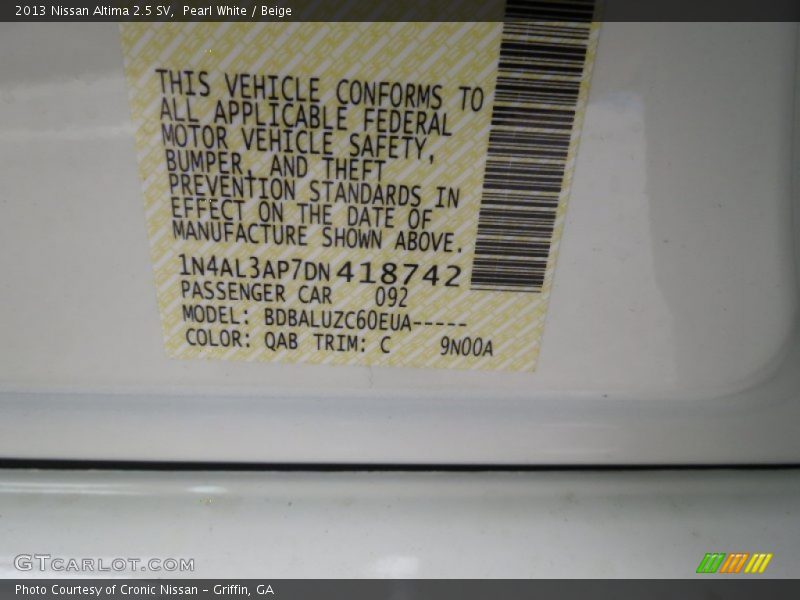 2013 Nissan Altima 2.5 SV, Pearl White / Beige
THIS VEHICLE CONFORMS TO
ALL APPLICABLE FEDERAL
MOTOR VEHICLE SAFETY,
BUMPER, AND THEFT
PREVENTION STANDARDS IN
EFFECT ON THE DATE OF
MANUFACTURE SHOWN ABOVE.
1N4AL3AP7DN418742
PASSENGER CAR 092
MODEL: BDBALUZC60EUA-----
COLOR: QAB TRIM: C 9N00A
GTCARLOT.COM
Photo Courtesy of Cronic Nissan – Griffin, GA